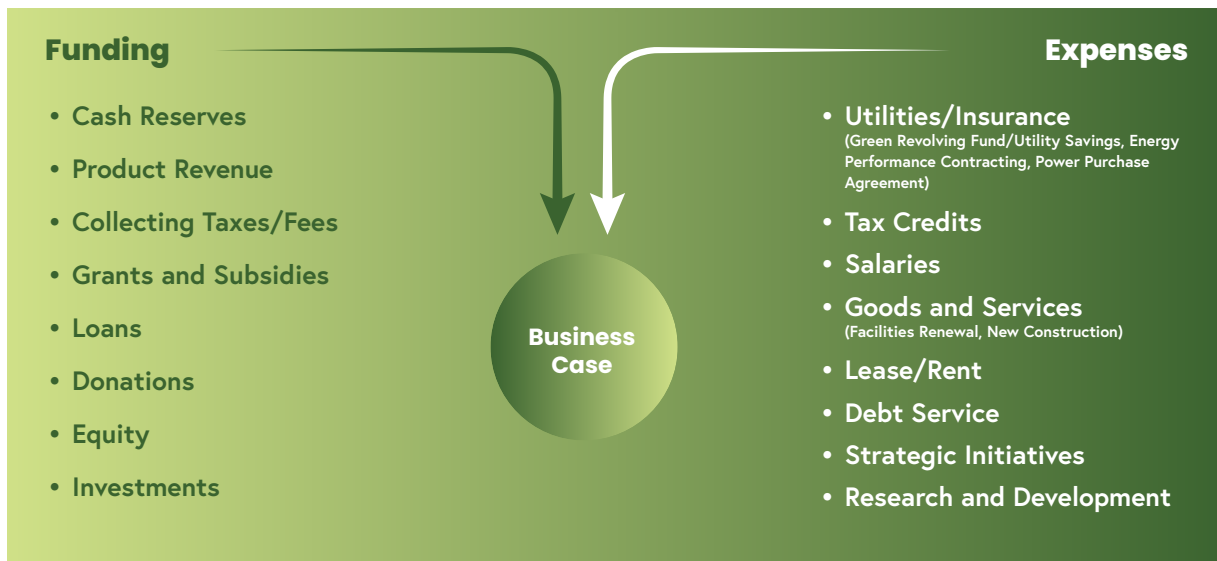 Funding
• Cash Reserves
• Product Revenue
• Collecting Taxes/Fees
• Grants and Subsidies
• Loans
• Donations
• Equity
• Investments
Business
Case
Expenses
• Utilities/Insurance
(Green Revolving Fund/Utility Savings, Energy
Performance Contracting, Power Purchase
Agreement)
• Tax Credits
• Salaries
• Goods and Services
(Facilities Renewal, New Construction)
• Lease/Rent
• Debt Service
• Strategic Initiatives
• Research and Development